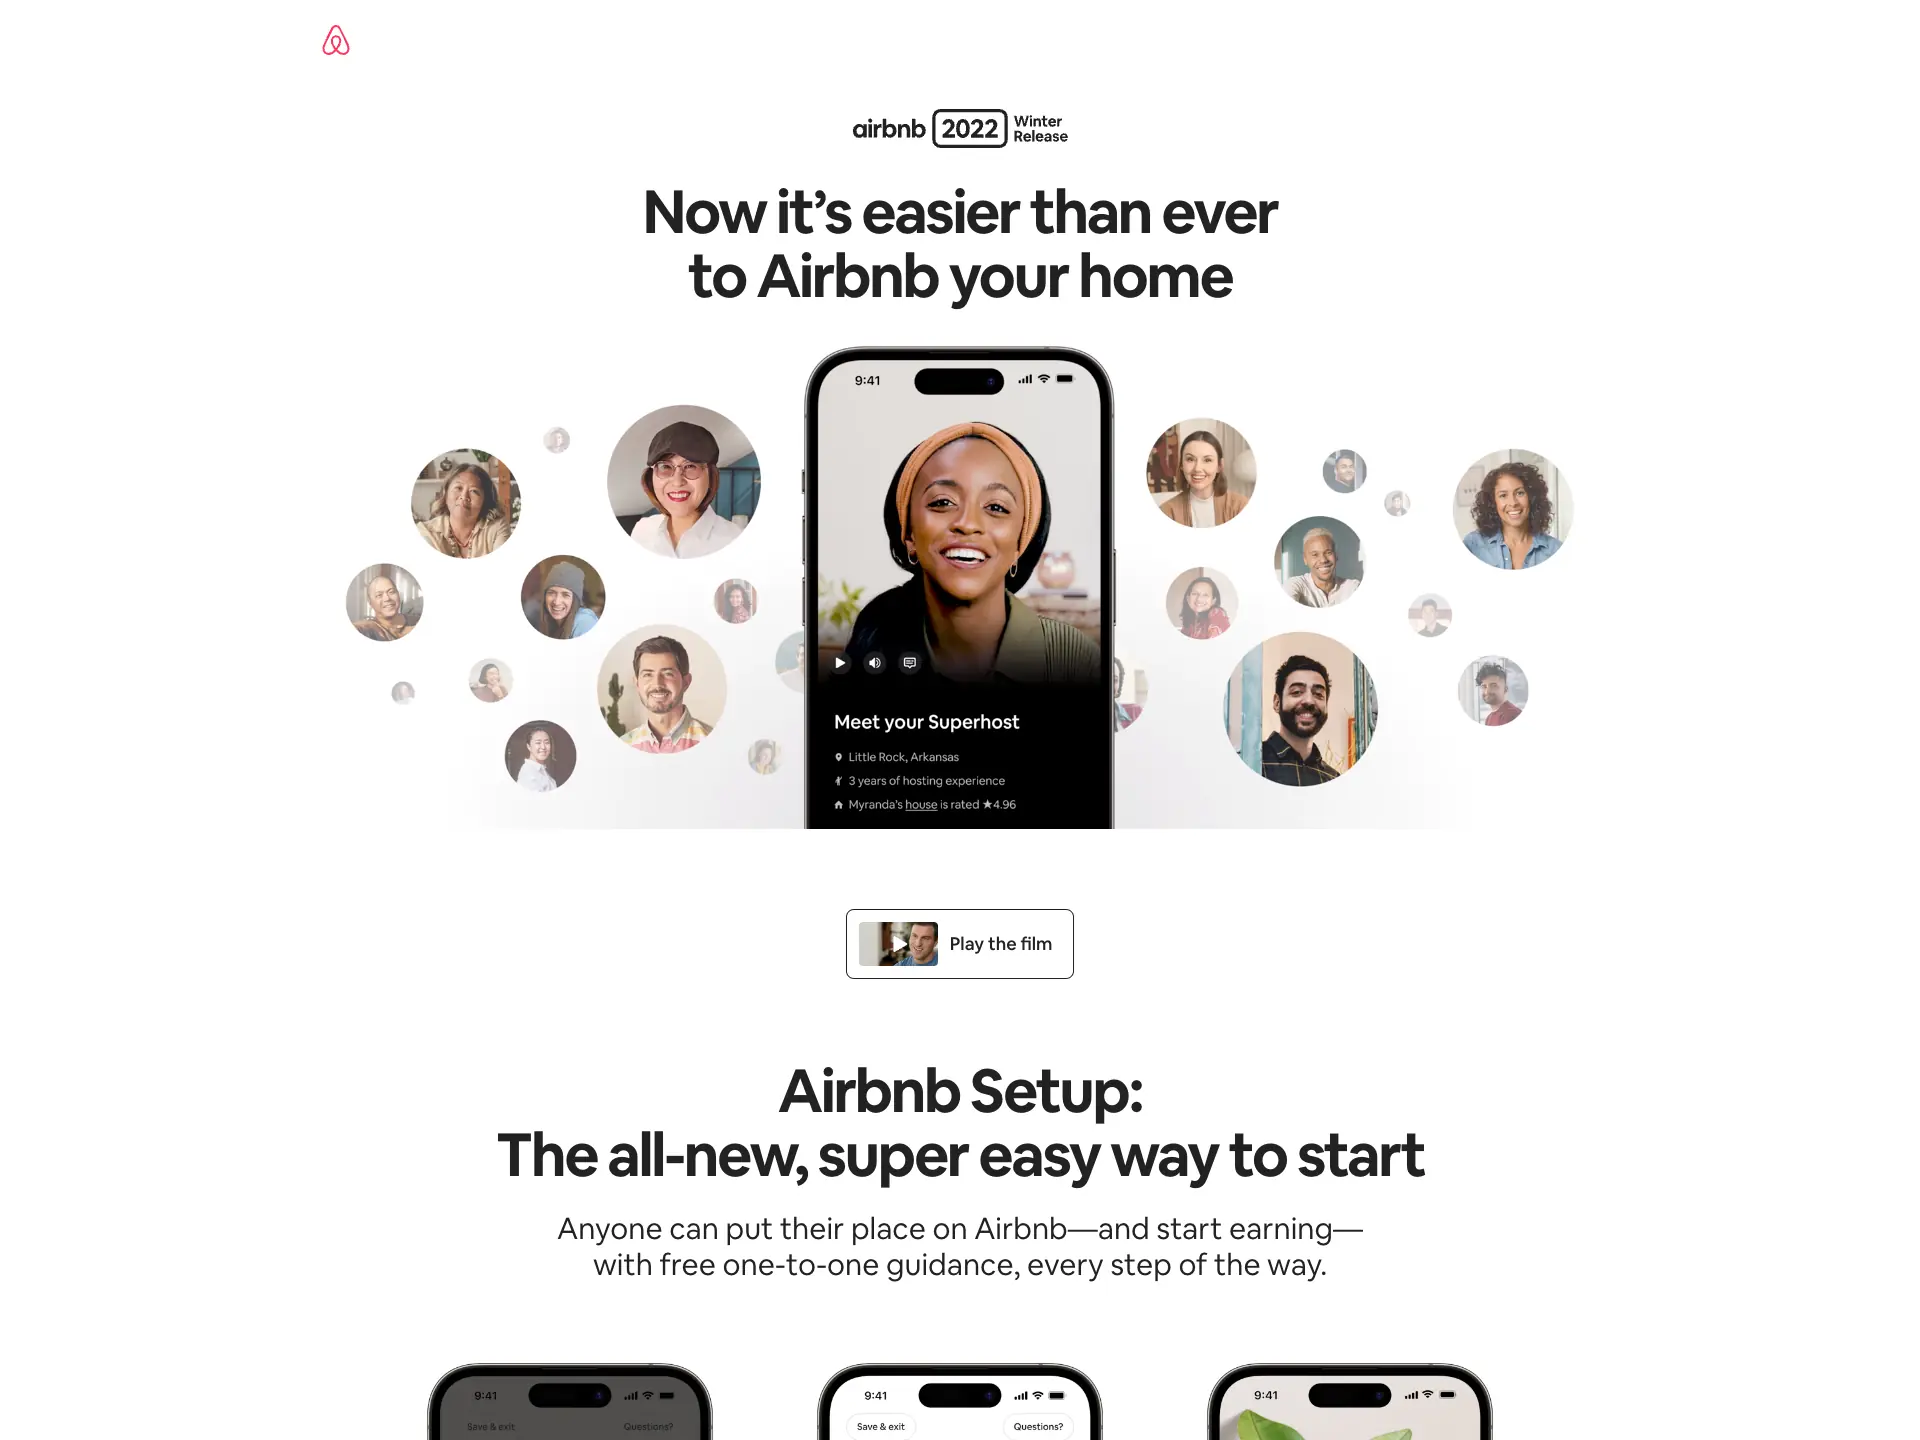 airbnb 2022 Winter
Release
Now it’s easier than ever
to Airbnb your home
9:41
Meet your Superhost
Little Rock, Arkansas
3 years of hosting experience
Myranda’s house is rated ★4.96
Play the film
Airbnb Setup:
The all-new, super easy way to start
Anyone can put their place on Airbnb—and start earning—
with free one-to-one guidance, every step of the way.
9:41
Save & exit Questions?
9:41
Save & exit Questions?
9:41